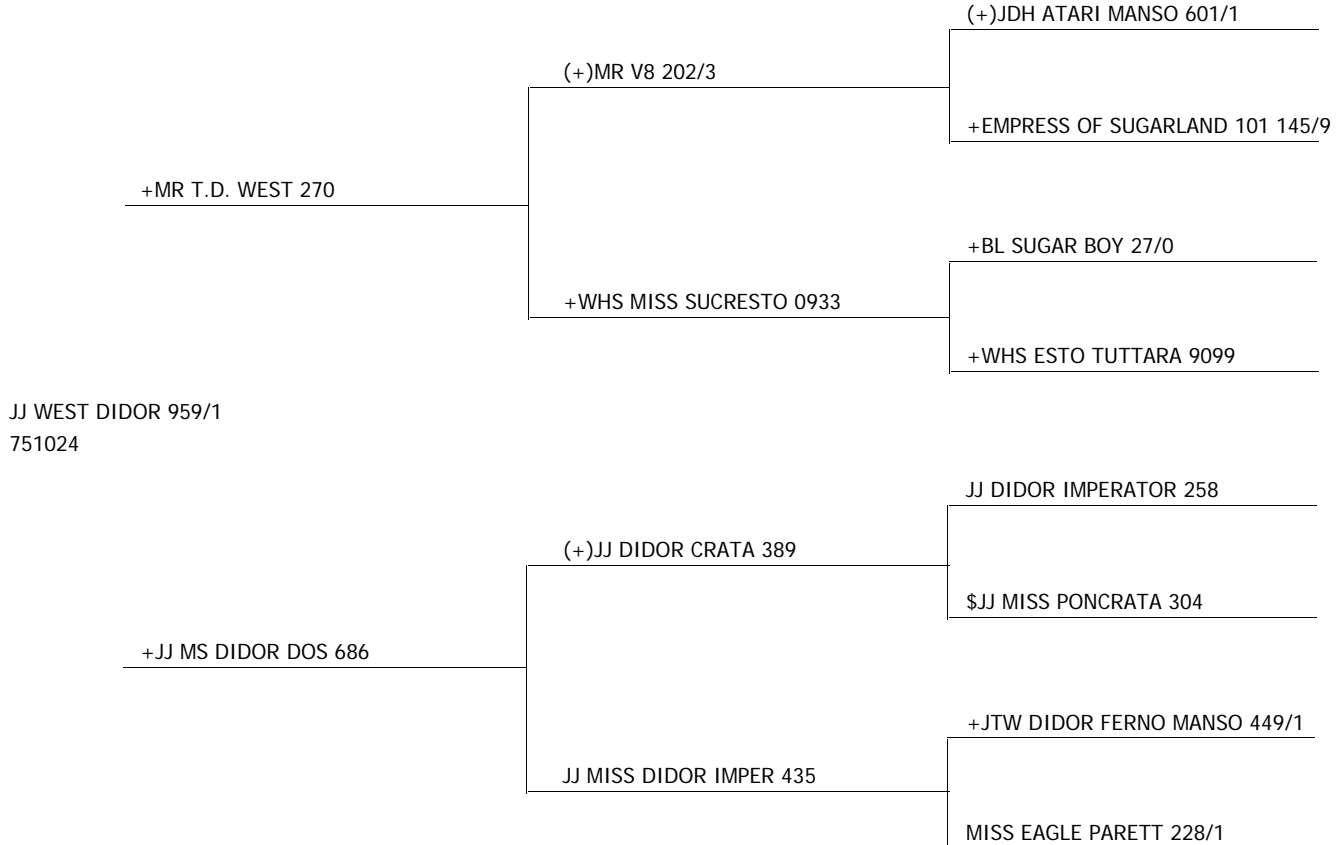 (+)JDH ATARI MANSO 601/1
(+)MR V8 202/3
+EMPRESS OF SUGARLAND 101 145/9
+MR T.D. WEST 270
+BL SUGAR BOY 27/0
+WHS MISS SUCRESTO 0933
+WHS ESTO TUTTARA 9099
JJ WEST DIDOR 959/1
751024
JJ DIDOR IMPERATOR 258
(+)JJ DIDOR CRATA 389
$JJ MISS PONCRATA 304
+JJ MS DIDOR DOS 686
+JTW DIDOR FERNO MANSO 449/1
JJ MISS DIDOR IMPER 435
MISS EAGLE PARETT 228/1